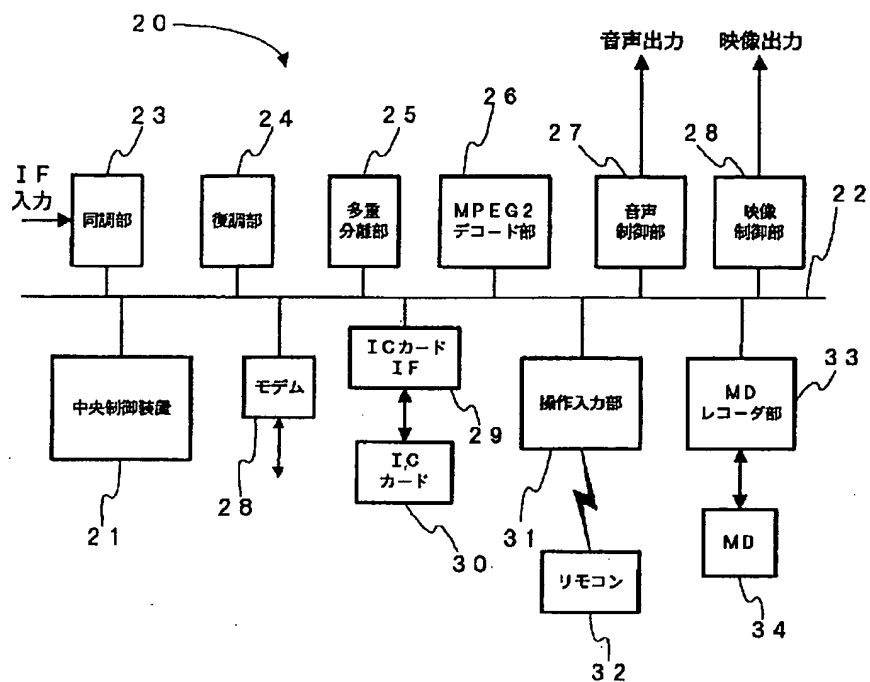 20
音声出力
映像出力
23
24
25
26
27
28
22
IF
入力
同調部
復調部
多重
分離部
MPEG2
デコード部
音声
制御部
映像
制御部
中央制御装置
モデム
ICカード
IF
操作入力部
MD
レコーダ部
33
29
28
21
IC
カード
30
31
リモコン
32
MD
34